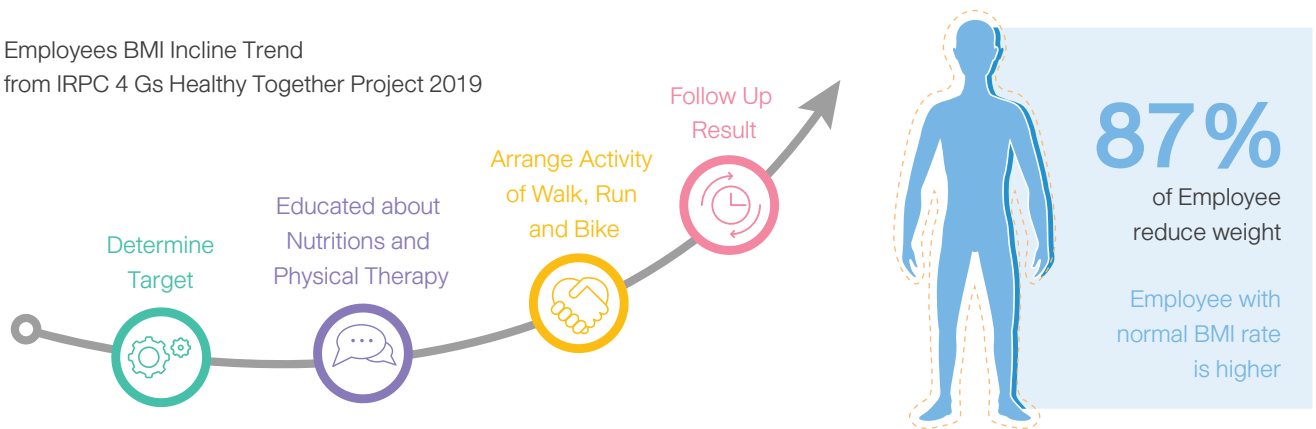 Employees BMI Incline Trend
from IRPC 4 Gs Healthy Together Project 2019
Determine
Target
Educated about
Nutritions and
Physical Therapy
Arrange Activity
of Walk, Run
and Bike
Follow Up
Result
87%
of Employee
reduce weight
Employee with
normal BMI rate
is higher